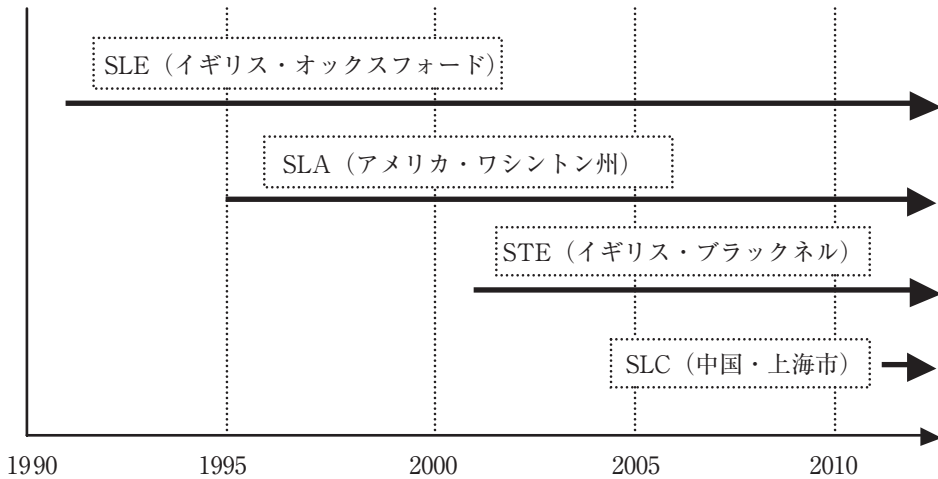 SLE（イギリス・オックスフォード）
SLA（アメリカ・ワシントン州）
STE（イギリス・ブラックネル）
SLC（中国・上海市）
1990 1995 2000 2005 2010